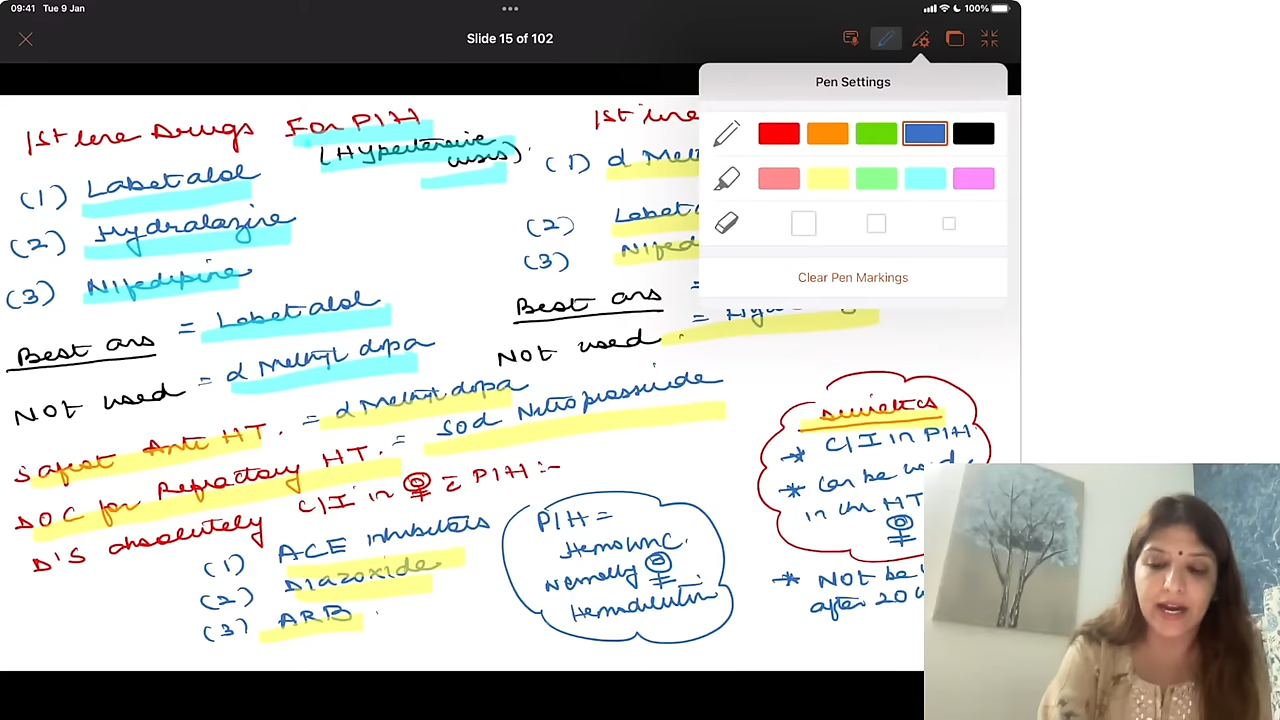 09:41 Tue 9 Jan
100%
Slide 15 of 102
Pen Settings
Clear Pen Markings
1st line Drugs For PIH
(Hypertensive crisis).
(1) Labetalol
(2) Hydralazine
(3) Nifedipine
Best ans = Labetalol
NOT used = α Methyl dopa
1st line
(1) α Met
(2) Labet
(3) Nifed
Best ans =
NOT used. = Hy
Safest Anti HT. = α Methyl dopa
DOC for Refractory HT. = Sod Nitroprusside
D'S absolutely C/I in ♀ c̄ PIH :-
(1) ACE inhibitors
(2) Diazoxide
(3) ARB
PIH =
Hemoconc.
Normally ♀
Hemodilution
Diuretics
* C/I in PIH
* Can be used
in chr HT
♀
* NOT be
after 20 w